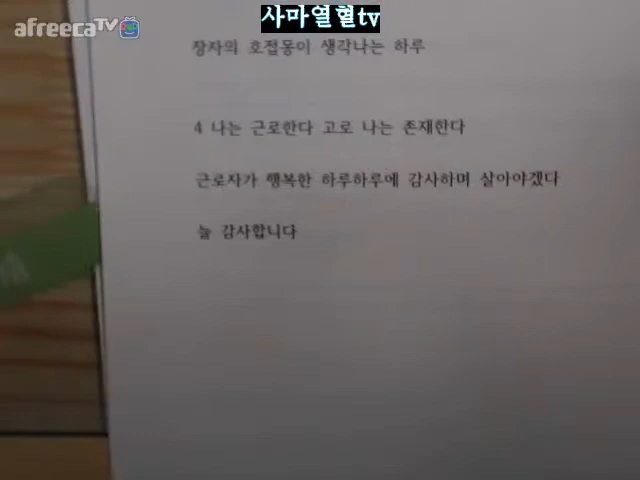 사마열혈tv
afreecaTV
장자의 호접몽이 생각나는 하루
4 나는 근로한다 고로 나는 존재한다
근로자가 행복한 하루하루에 감사하며 살아야겠다
늘 감사합니다